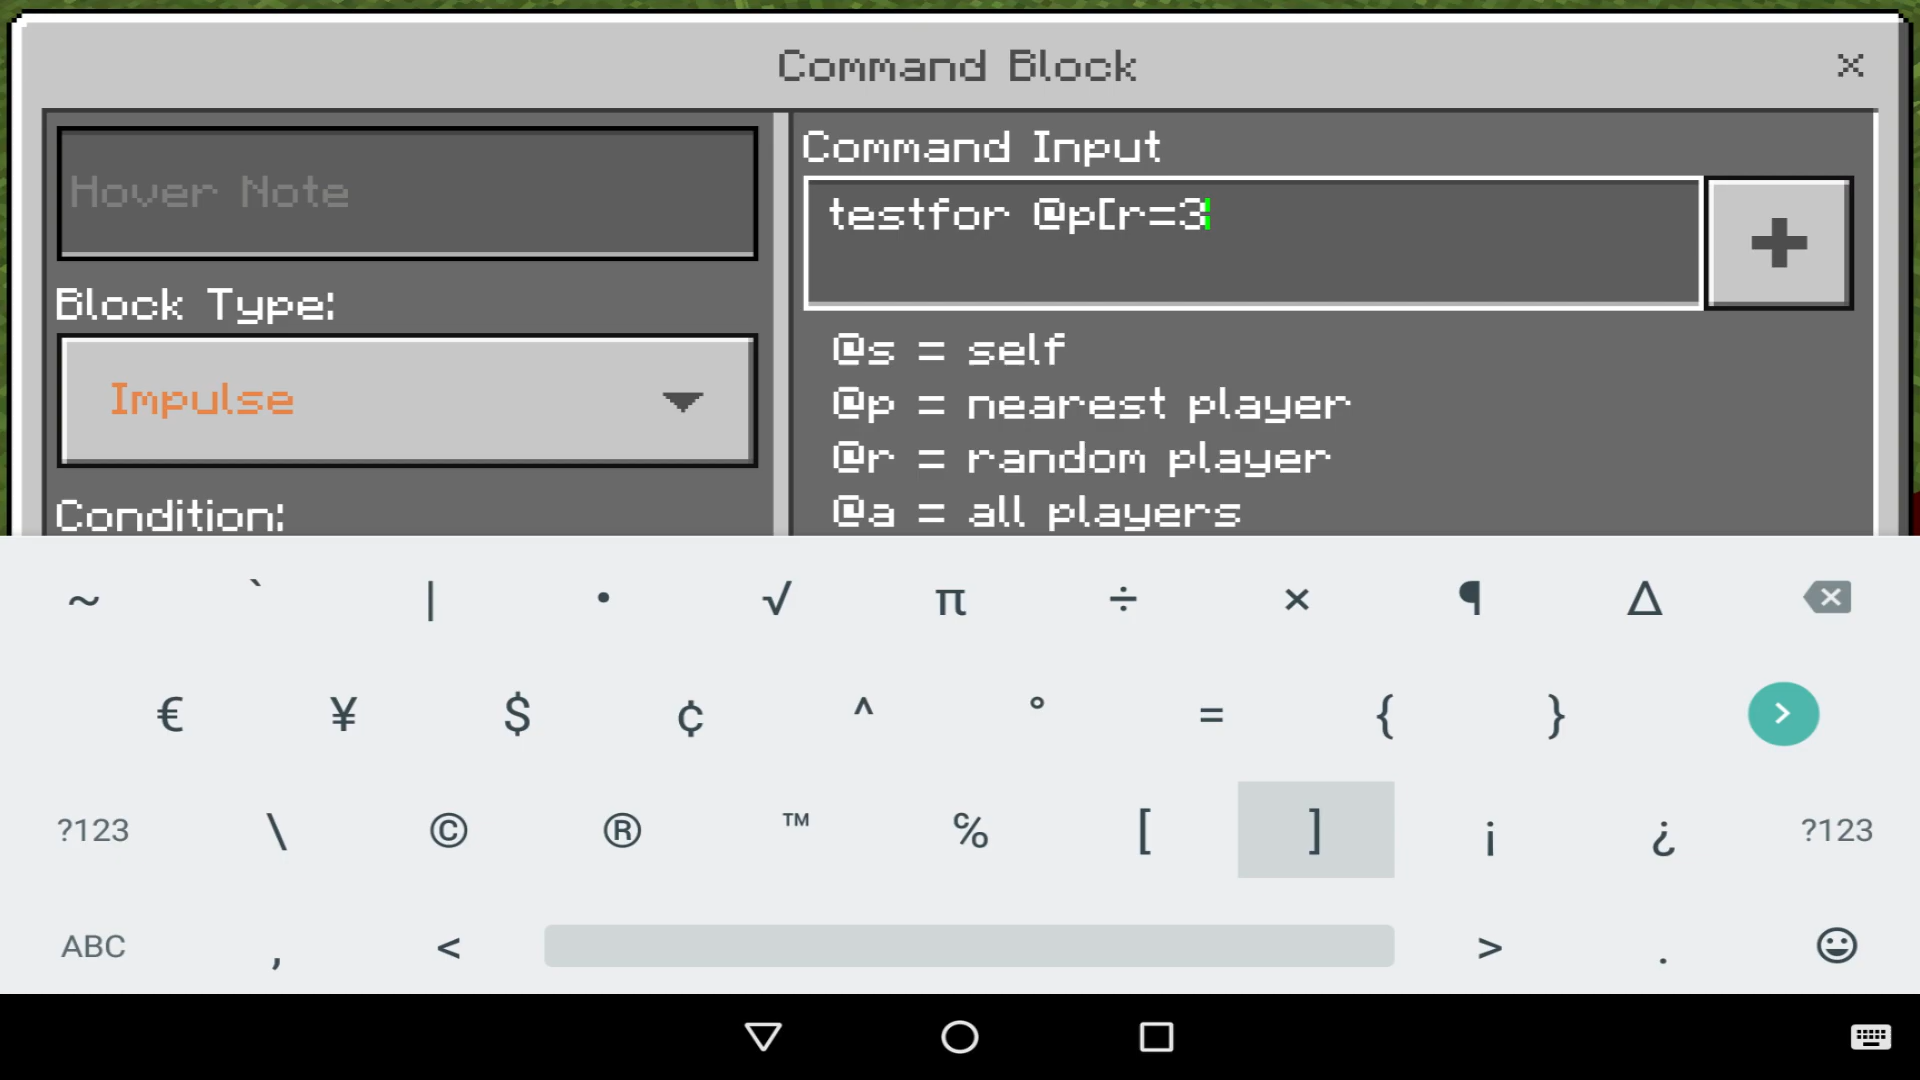 Command Block
Hover Note
Block Type:
Impulse
Condition:
Command Input
testfor @p[r=3
@s = self
@p = nearest player
@r = random player
@a = all players
~ ` | • √ π ÷ × ¶ Δ
€ ¥ $ ¢ ^ ° = { }
?123 \ © ® ™ ℅ [ ] ¡ ¿ ?123
ABC , < > .